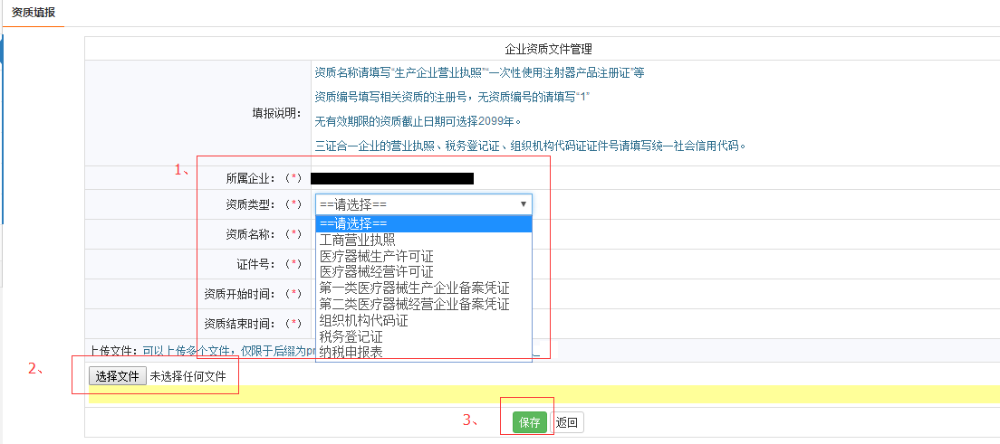 资质填报
企业资质文件管理
填报说明：
资质名称请填写“生产企业营业执照”“一次性使用注射器产品注册证”等
资质编号填写相关资质的注册号，无资质编号的请填写“1”
无有效期限的资质截止日期可选择2099年。
三证合一企业的营业执照、税务登记证、组织机构代码证证件号请填写统一社会信用代码。
1、
所属企业：（*）
资质类型：（*）
==请选择==
==请选择==
工商营业执照
医疗器械生产许可证
医疗器械经营许可证
第一类医疗器械生产企业备案凭证
第二类医疗器械经营企业备案凭证
组织机构代码证
税务登记证
纳税申报表
资质名称：（*）
证件号：（*）
资质开始时间：（*）
资质结束时间：（*）
上传文件：可以上传多个文件，仅限于后缀为
2、
选择文件 未选择任何文件
3、
保存 返回